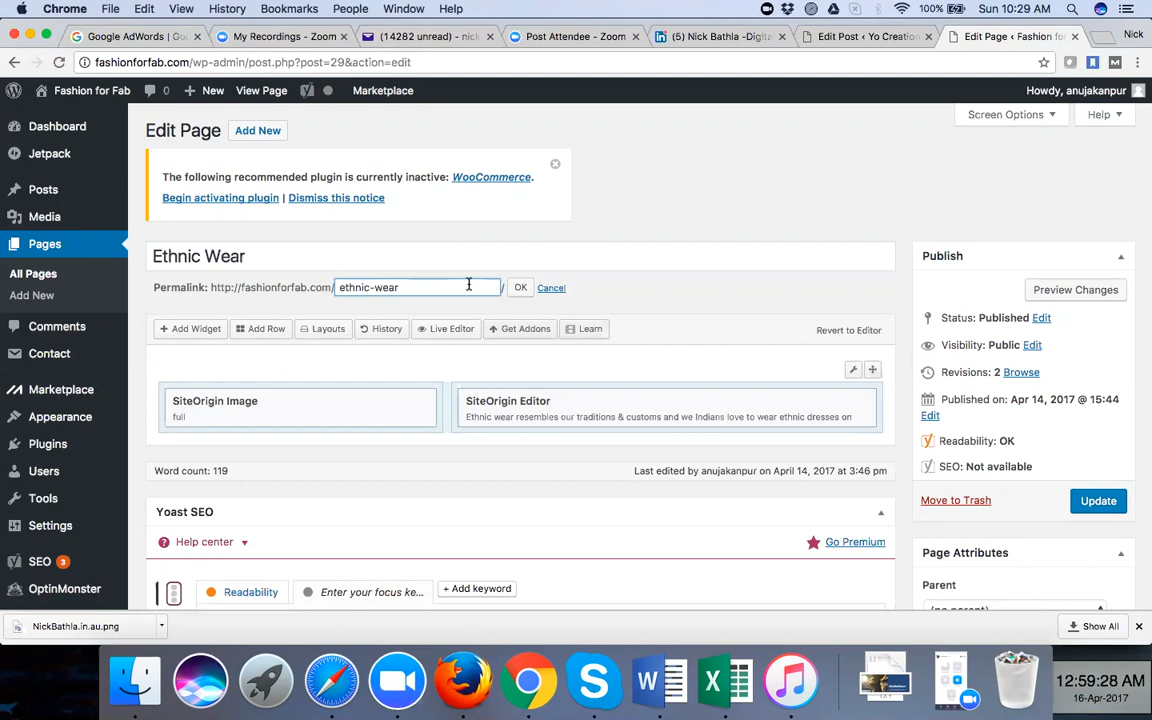 Chrome File Edit View History Bookmarks People Window Help 100% Sun 10:29 AM
Google AdWords | Go
My Recordings - Zoom
(14282 unread) - nick
Post Attendee - Zoom
(5) Nick Bhatla -Digita
Edit Post ‹ Yo Creation
Edit Page ‹ Fashion for
Nick
fashionforfab.com/wp-admin/post.php?post=29&action=edit
Fashion for Fab 0 New View Page Marketplace Howdy, anujakanpur
Screen Options Help
Dashboard
Jetpack
Posts
Media
Pages
All Pages
Add New
Comments
Contact
Marketplace
Appearance
Plugins
Users
Tools
Settings
SEO 3
OptinMonster
Edit Page Add New
The following recommended plugin is currently inactive: WooCommerce.
Begin activating plugin | Dismiss this notice
Ethnic Wear
Permalink: http://fashionforfab.com/ethnic-wear / OK Cancel
Add Widget Add Row Layouts History Live Editor Get Addons Learn Revert to Editor
SiteOrigin Image
full
SiteOrigin Editor
Ethnic wear resembles our traditions & customs and we Indians love to wear ethnic dresses on
Word count: 119 Last edited by anujakanpur on April 14, 2017 at 3:46 pm
Yoast SEO
Help center Go Premium
Readability Enter your focus ke... + Add keyword
Publish
Preview Changes
Status: Published Edit
Visibility: Public Edit
Revisions: 2 Browse
Published on: Apr 14, 2017 @ 15:44
Edit
Readability: OK
SEO: Not available
Move to Trash Update
Page Attributes
Parent
(no parent)
NickBathla.in.au.png Show All
12:59:28 AM
16-Apr-2017